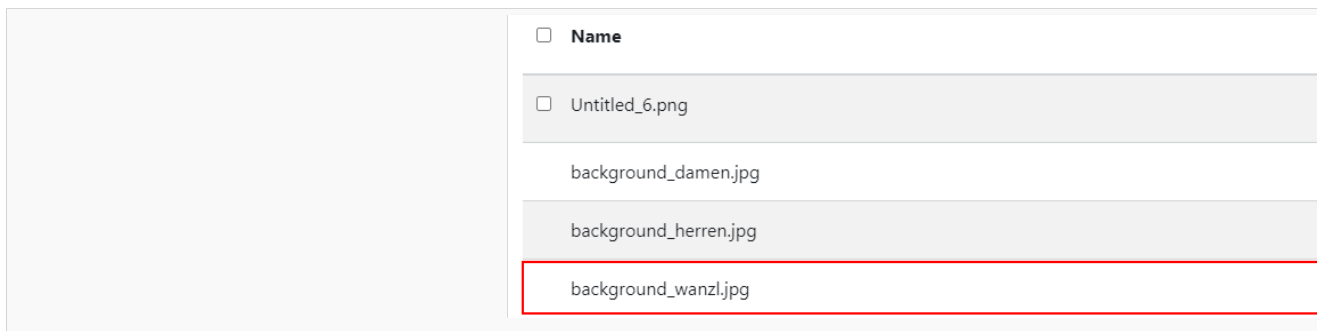 Name
Untitled_6.png
background_damen.jpg
background_herren.jpg
background_wanzl.jpg